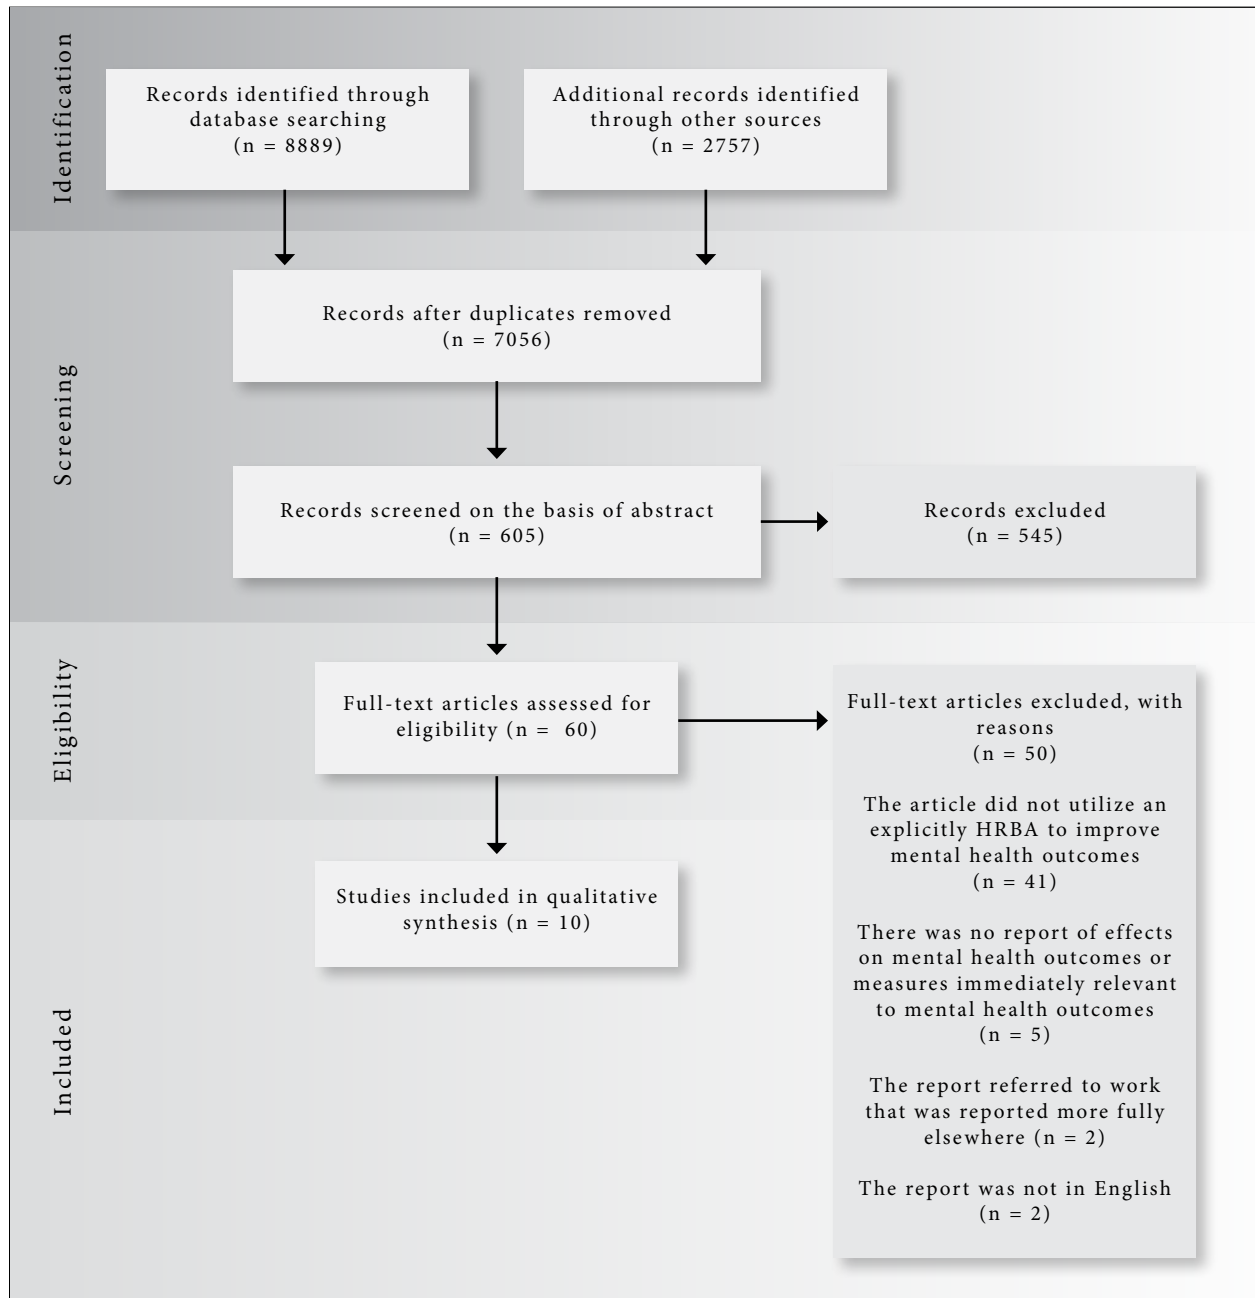 Identification
Records identified through
database searching
(n = 8889)
Additional records identified
through other sources
(n = 2757)
Screening
Records after duplicates removed
(n = 7056)
Records screened on the basis of abstract
(n = 605)
Records excluded
(n = 545)
Eligibility
Full-text articles assessed for
eligibility (n =  60)
Full-text articles excluded, with
reasons
(n = 50)
The article did not utilize an
explicitly HRBA to improve
mental health outcomes
(n = 41)
There was no report of effects
on mental health outcomes or
measures immediately relevant
to mental health outcomes
(n = 5)
The report referred to work
that was reported more fully
elsewhere (n = 2)
The report was not in English
(n = 2)
Included
Studies included in qualitative
synthesis (n = 10)